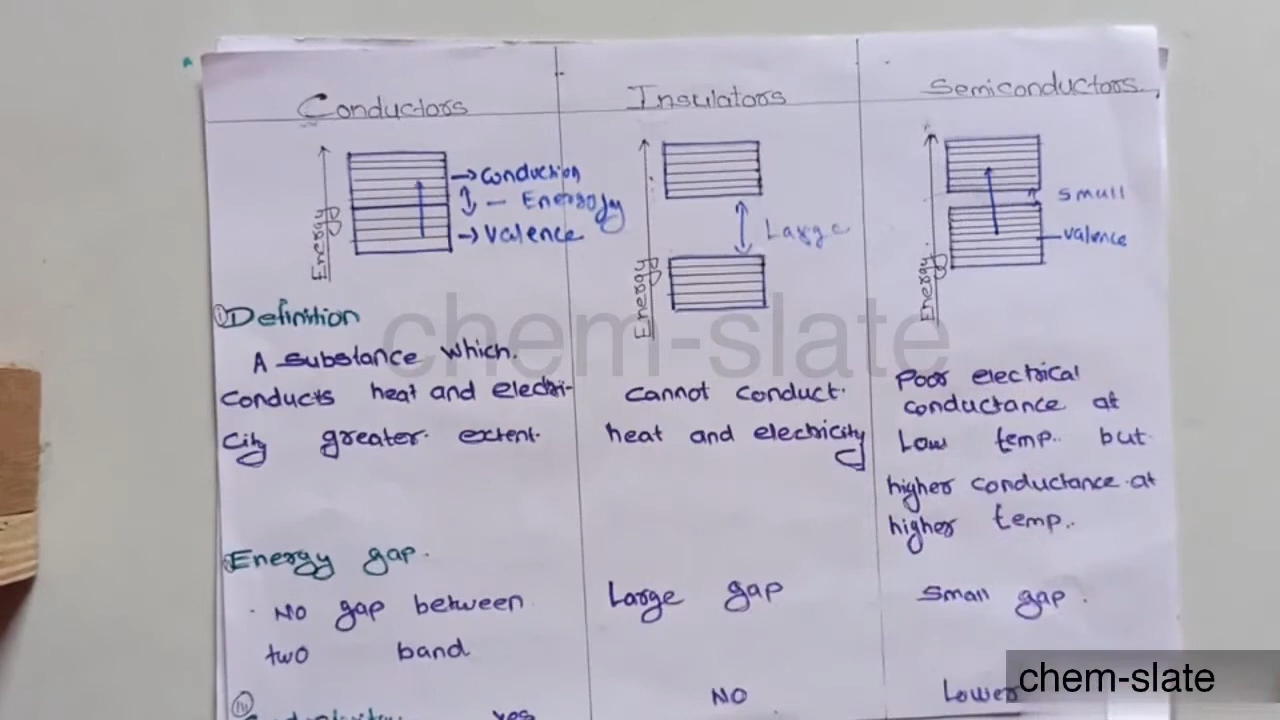 Conductors
Insulators
Semiconductors
Energy
→ Conduction
- Energy
→ Valence
Energy
Large
Energy
small
valence
(i) Definition
A substance which.
conducts heat and electri-
city greater extent.
cannot conduct.
heat and electricity
Poor electrical
conductance at
Low temp.. but
higher conductance at
higher temp..
Energy gap.
No gap between
two band
Large gap
small gap.
yes
NO
Lower
chem-slate
chem-slate